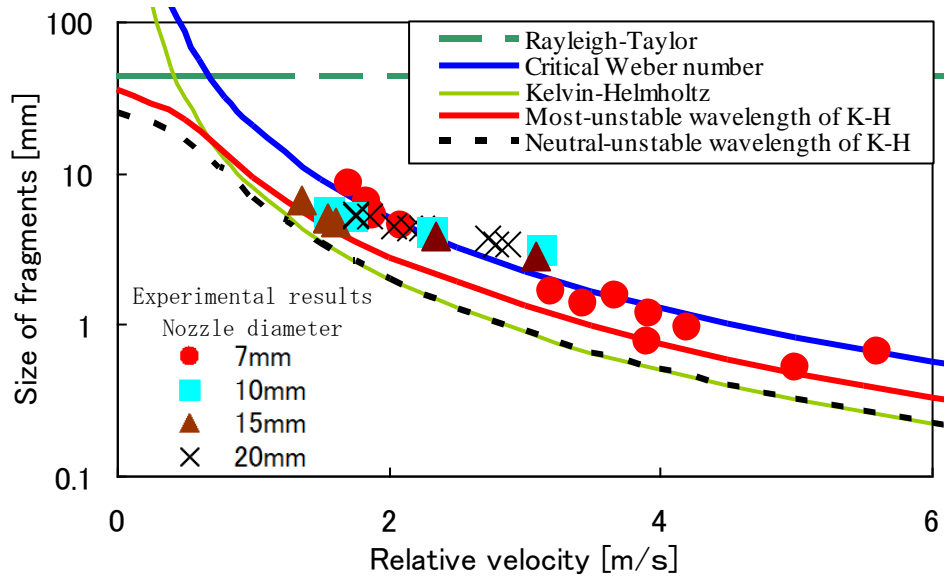 100
10
1
0.1
Size of fragments [mm]
Rayleigh-Taylor
Critical Weber number
Kelvin-Helmholtz
Most-unstable wavelength of K-H
Neutral-unstable wavelength of K-H
Experimental results
Nozzle diameter
7mm
10mm
15mm
20mm
0 2 4 6
Relative velocity [m/s]